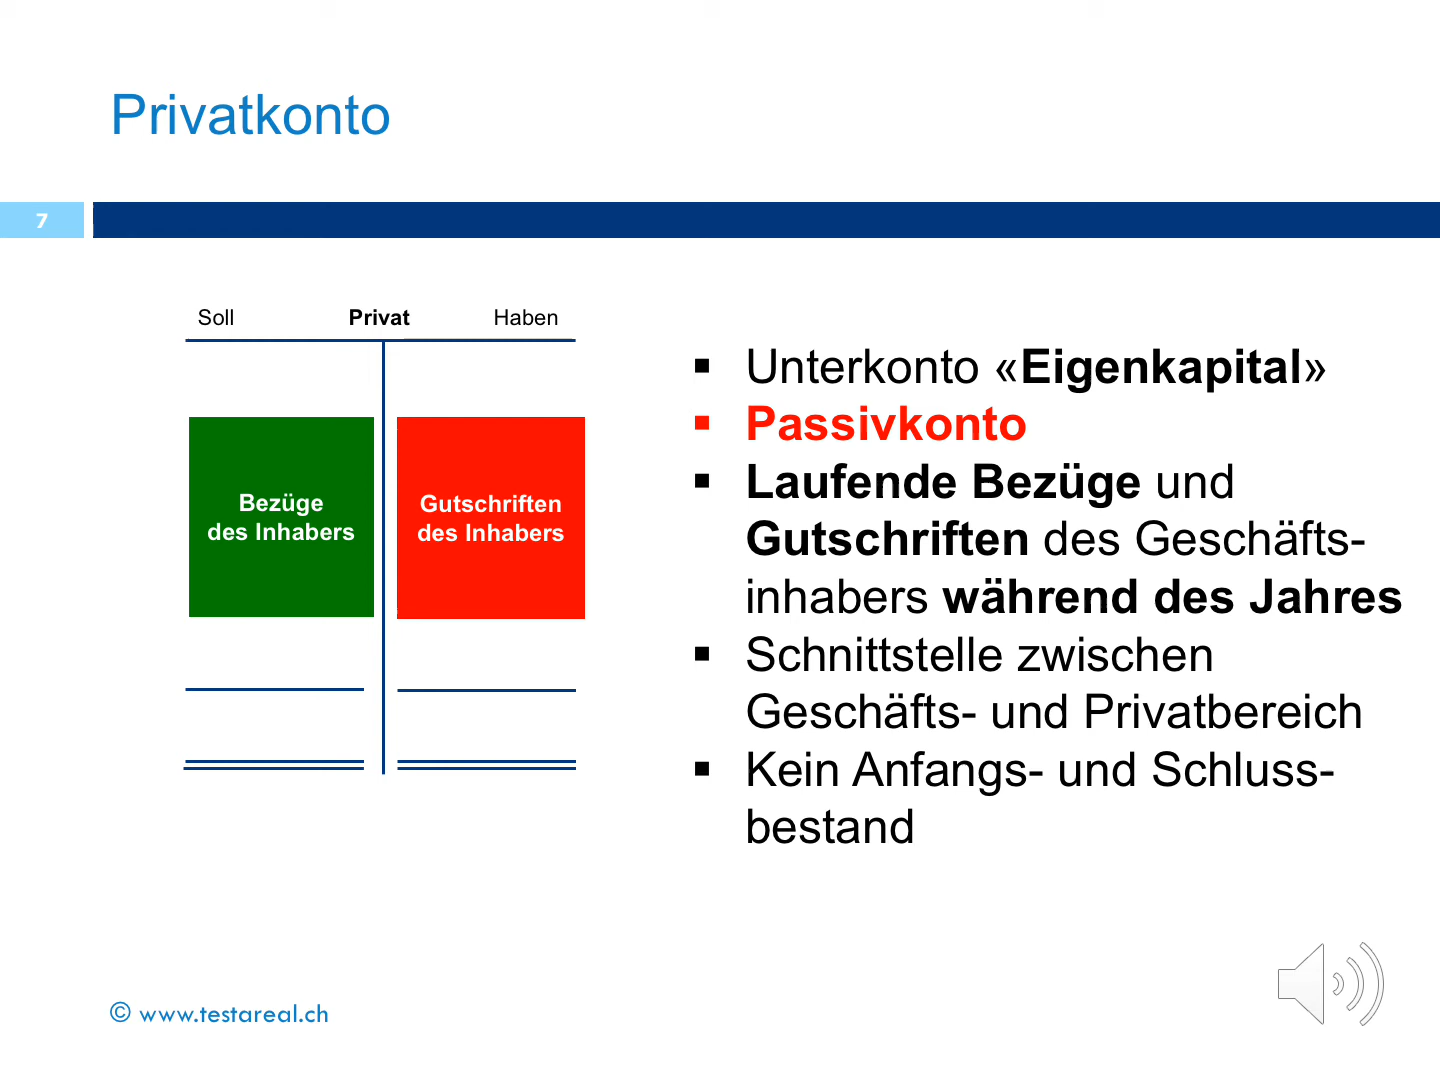 Privatkonto
7
Soll Privat Haben
Bezüge
des Inhabers
Gutschriften
des Inhabers
▪ Unterkonto «Eigenkapital»
▪ Passivkonto
▪ Laufende Bezüge und
Gutschriften des Geschäfts-
inhabers während des Jahres
▪ Schnittstelle zwischen
Geschäfts- und Privatbereich
▪ Kein Anfangs- und Schluss-
bestand
© www.testareal.ch